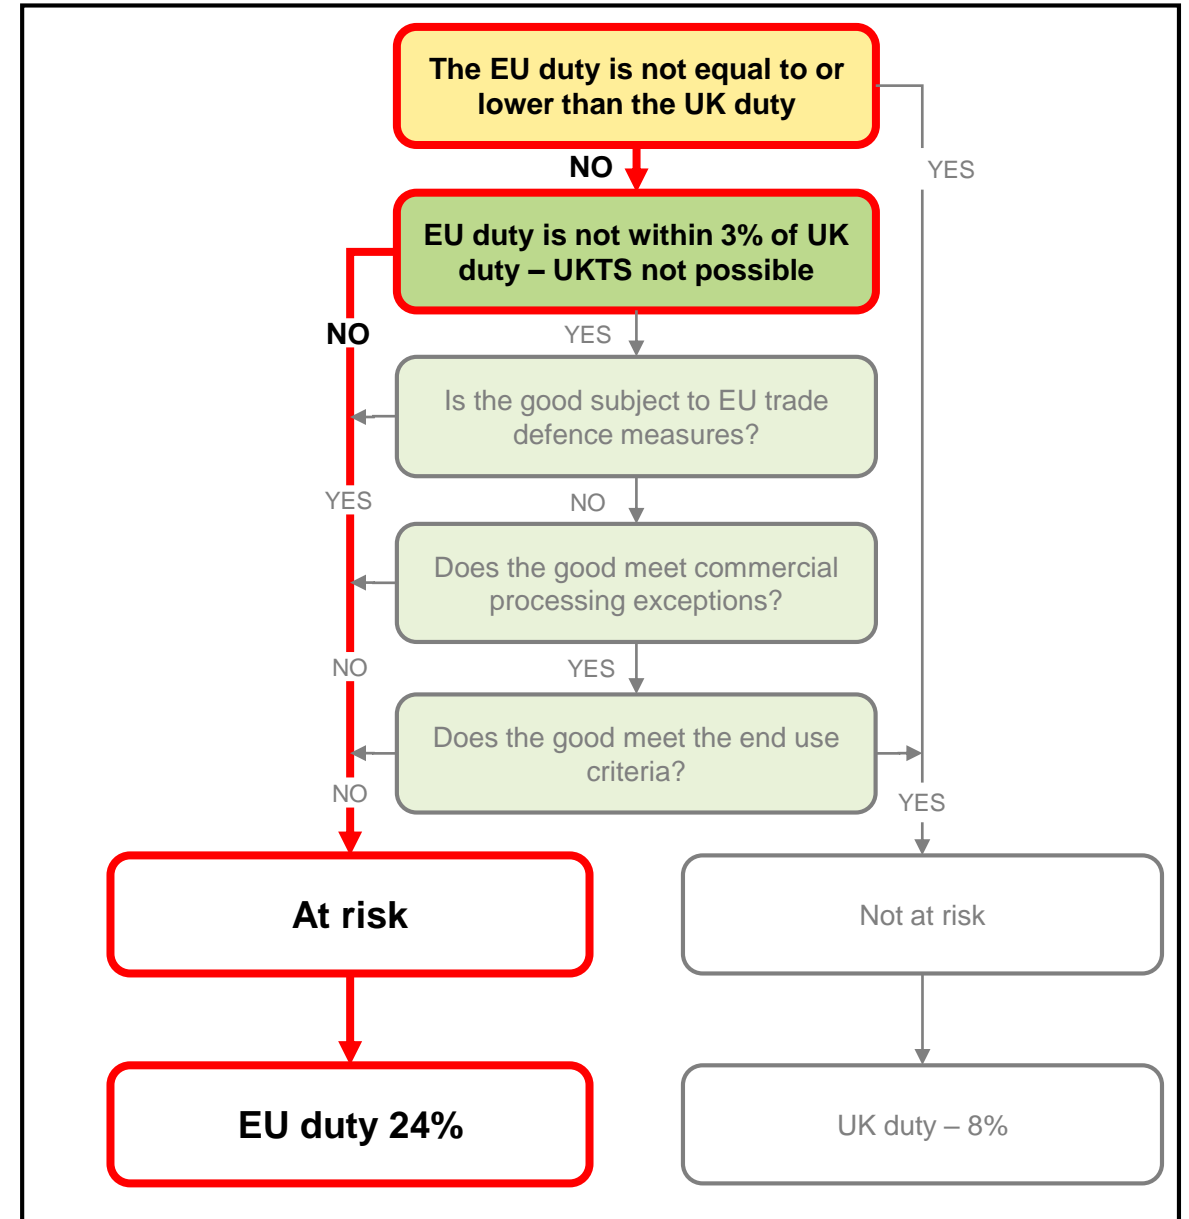 The EU duty is not equal to or
lower than the UK duty
NO
YES
EU duty is not within 3% of UK
duty – UKTS not possible
NO
YES
Is the good subject to EU trade
defence measures?
YES
NO
Does the good meet commercial
processing exceptions?
NO
YES
Does the good meet the end use
criteria?
NO
YES
At risk
Not at risk
EU duty 24%
UK duty – 8%